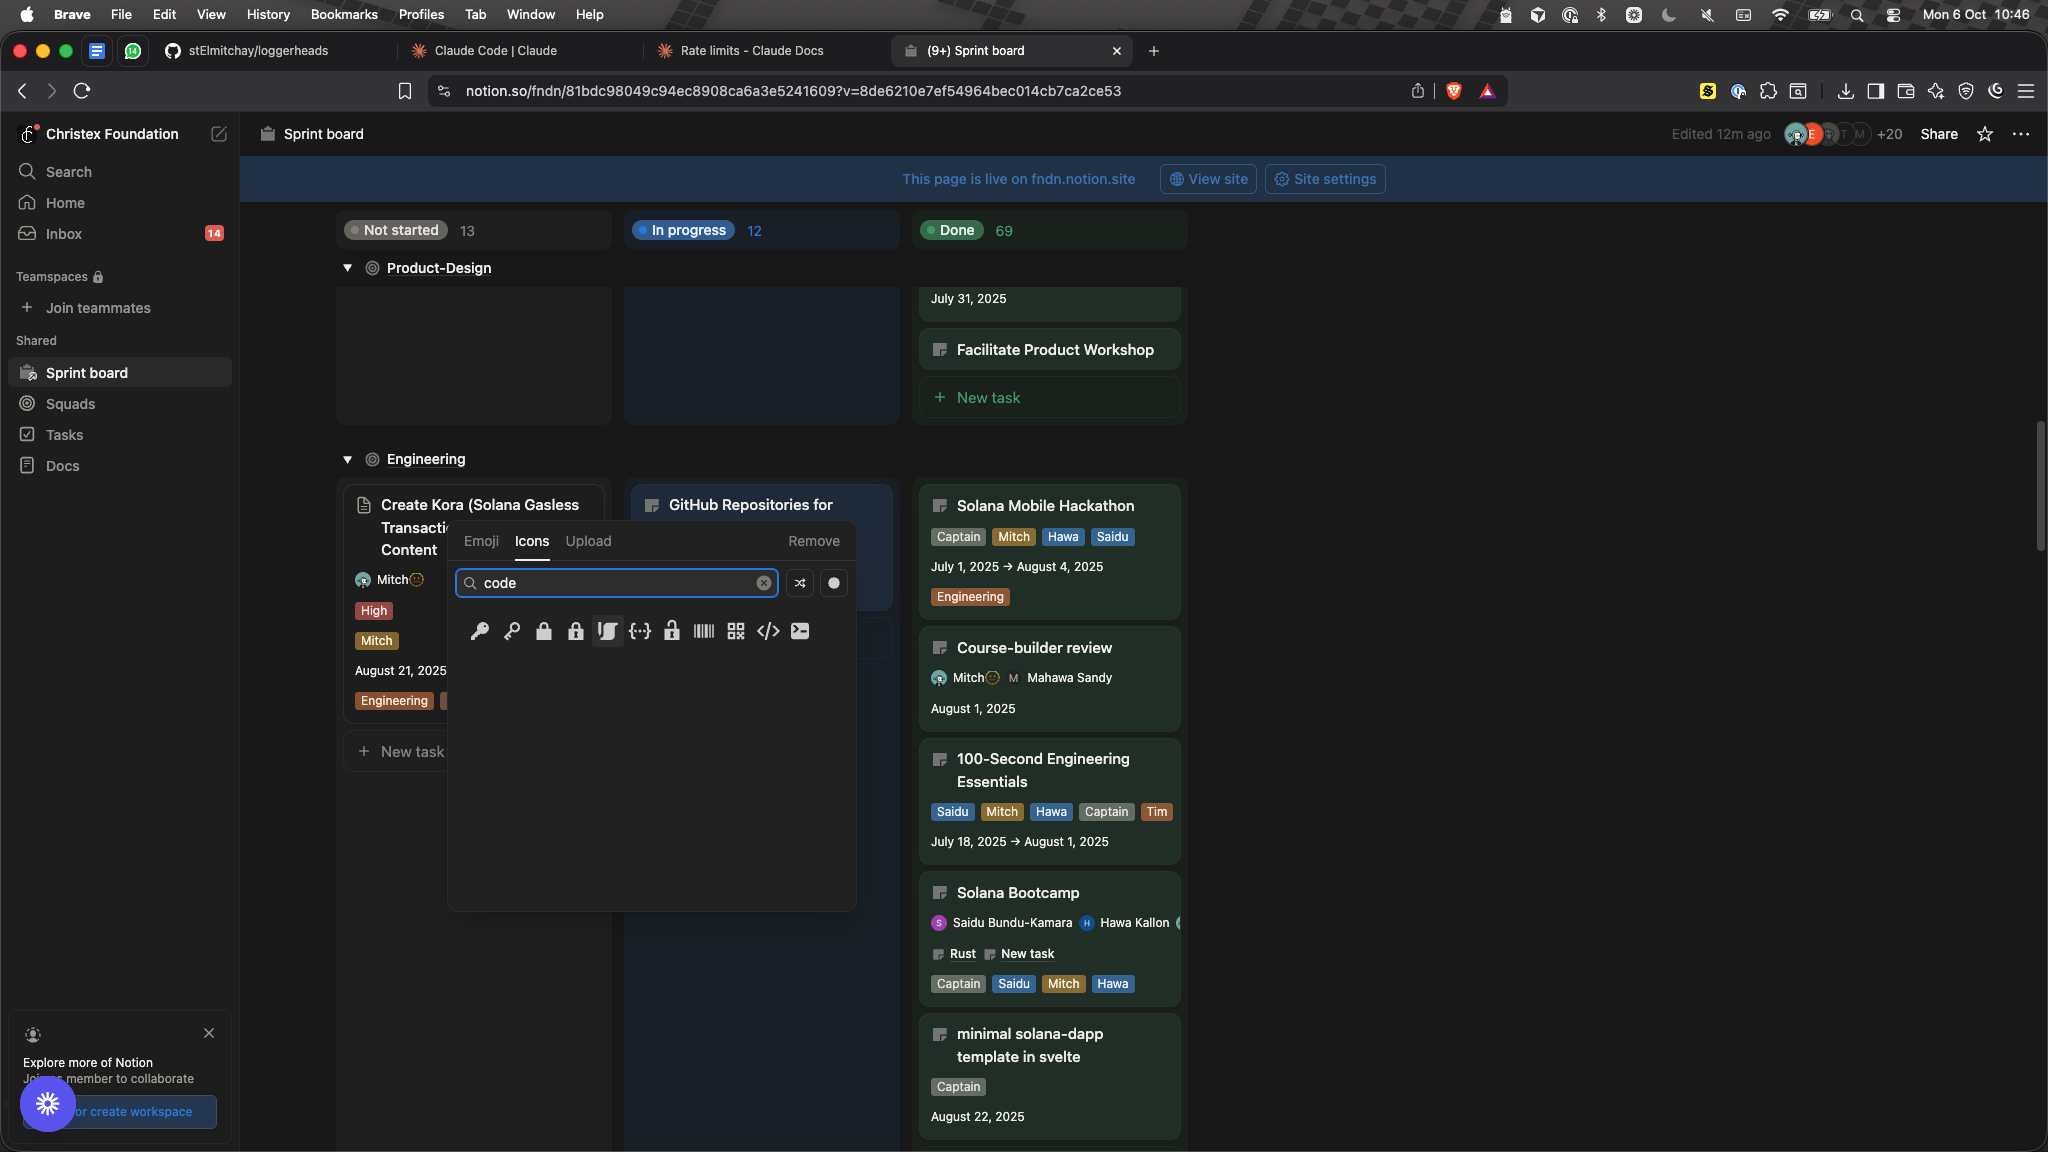 Brave File Edit View History Bookmarks Profiles Tab Window Help
Mon 6 Oct 10:46
14
stElmitchay/loggerheads
Claude Code | Claude
Rate limits - Claude Docs
(9+) Sprint board
notion.so/fndn/81bdc98049c94ec8908ca6a3e5241609?v=8de6210e7ef54964bec014cb7ca2ce53
Christex Foundation
Sprint board
Edited 12m ago
E
T
M
+20
Share
This page is live on fndn.notion.site
View site
Site settings
Search
Home
Inbox
14
Teamspaces
Join teammates
Shared
Sprint board
Squads
Tasks
Docs
Not started 13
In progress 12
Done 69
Product-Design
July 31, 2025
Facilitate Product Workshop
New task
Engineering
Create Kora (Solana Gasless
Transacti
Content
Mitch
High
Mitch
August 21, 2025
Engineering
New task
GitHub Repositories for
Emoji Icons Upload Remove
code
Solana Mobile Hackathon
Captain Mitch Hawa Saidu
July 1, 2025 → August 4, 2025
Engineering
Course-builder review
Mitch M Mahawa Sandy
August 1, 2025
100-Second Engineering
Essentials
Saidu Mitch Hawa Captain Tim
July 18, 2025 → August 1, 2025
Solana Bootcamp
S Saidu Bundu-Kamara H Hawa Kallon
Rust New task
Captain Saidu Mitch Hawa
minimal solana-dapp
template in svelte
Captain
August 22, 2025
Explore more of Notion
member to collaborate
or create workspace